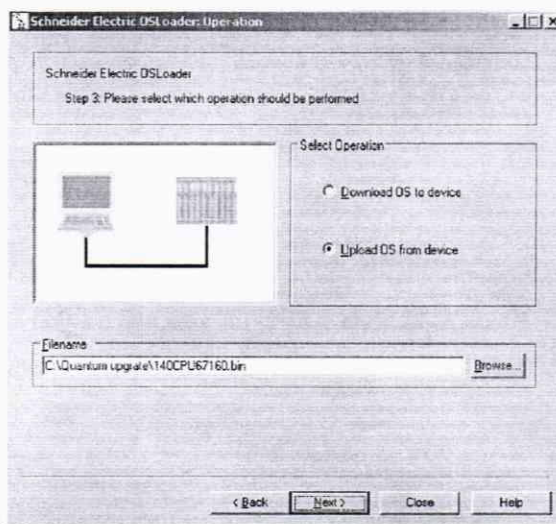 Schneider Electric OSLoader: Operation
Schneider Electric OSLoader
Step 3: Please select which operation should be performed
Select Operation
Download OS to device
Upload OS from device
Filename
C:\Quantum upgrate\140CPU67160.bin
Browse...
< Back
Next >
Close
Help